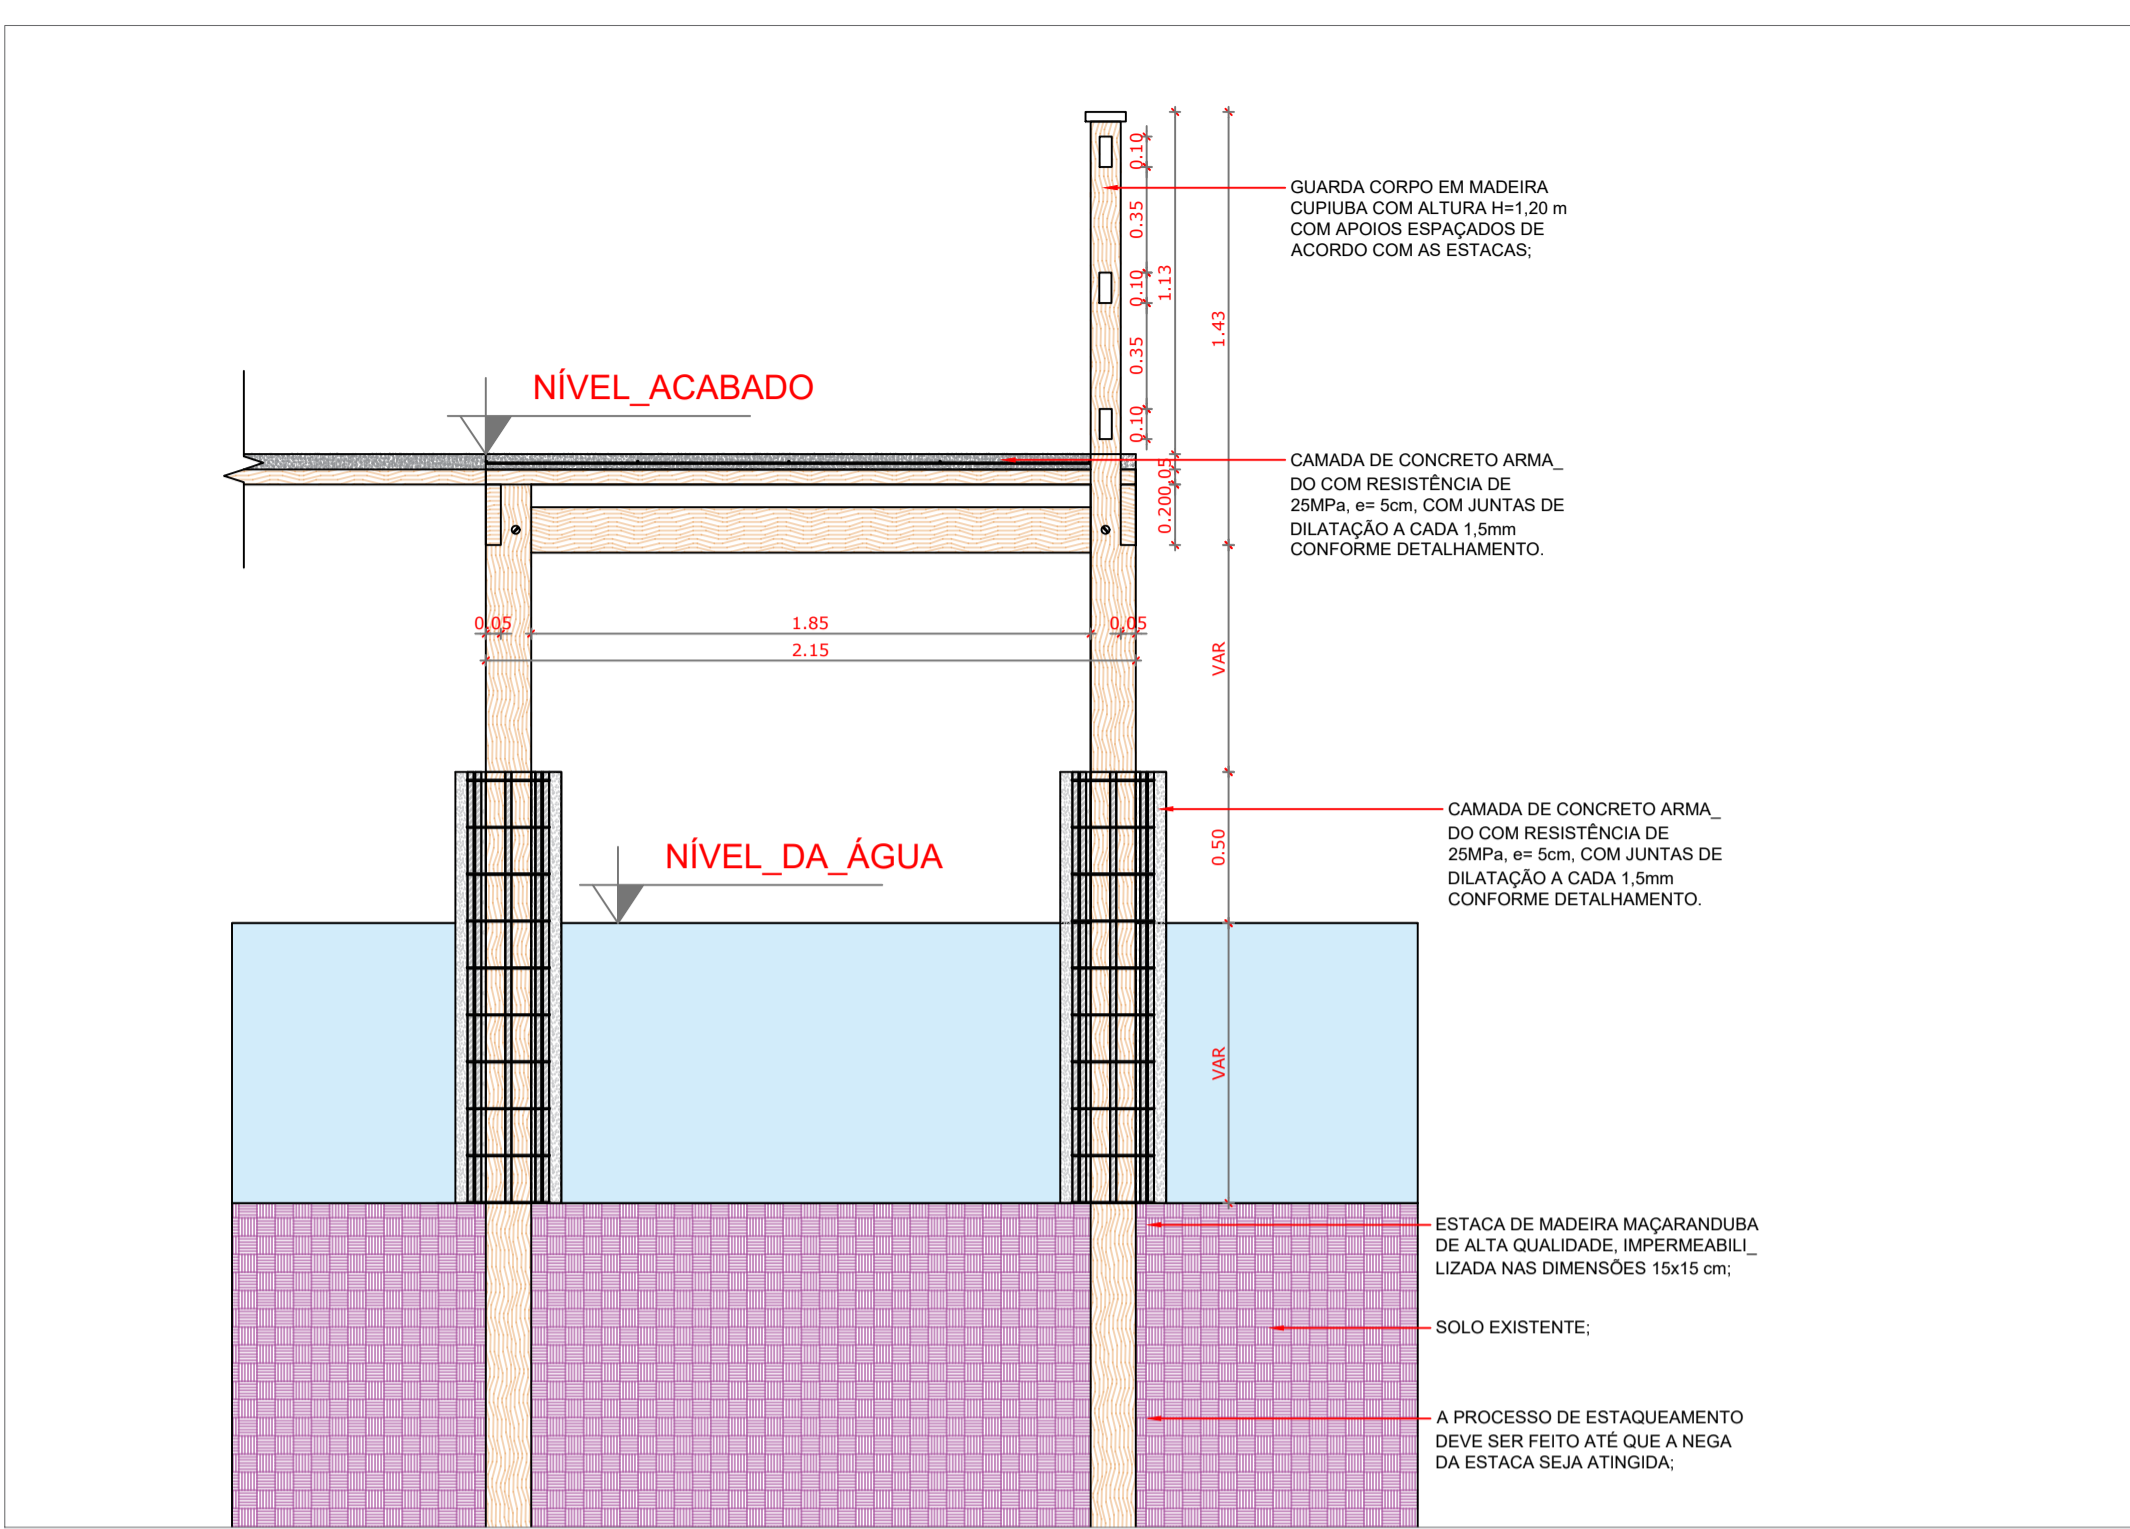 0.10
GUARDA CORPO EM MADEIRA
CUPIUBA COM ALTURA H=1,20 m
COM APOIOS ESPAÇADOS DE
ACORDO COM AS ESTACAS;
0.35
0.10
1.13
1.43
0.35
NÍVEL_ACABADO
0.10
CAMADA DE CONCRETO ARMA_
DO COM RESISTÊNCIA DE
25MPa, e= 5cm, COM JUNTAS DE
DILATAÇÃO A CADA 1,5mm
CONFORME DETALHAMENTO.
0.05
0.20
0.05
1.85
0.05
2.15
VAR
CAMADA DE CONCRETO ARMA_
DO COM RESISTÊNCIA DE
25MPa, e= 5cm, COM JUNTAS DE
DILATAÇÃO A CADA 1,5mm
CONFORME DETALHAMENTO.
0.50
NÍVEL_DA_ÁGUA
VAR
ESTACA DE MADEIRA MAÇARANDUBA
DE ALTA QUALIDADE, IMPERMEABILI_
LIZADA NAS DIMENSÕES 15x15 cm;
SOLO EXISTENTE;
A PROCESSO DE ESTAQUEAMENTO
DEVE SER FEITO ATÉ QUE A NEGA
DA ESTACA SEJA ATINGIDA;